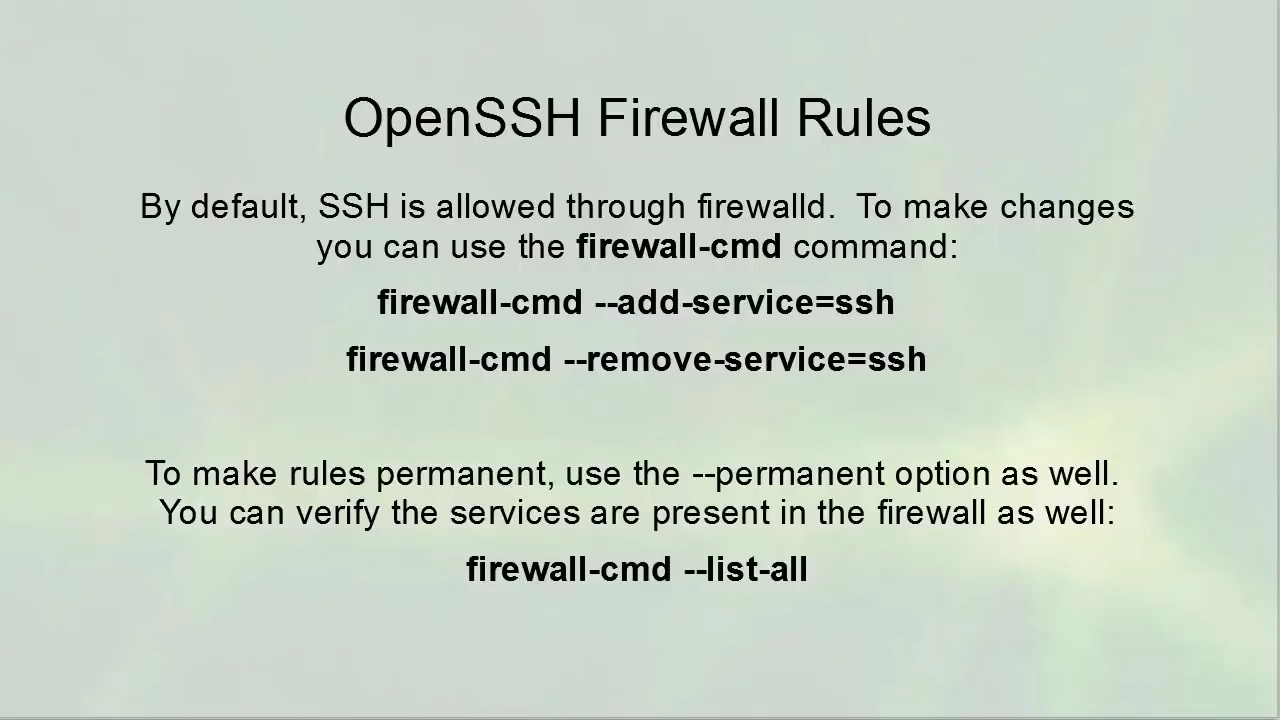 OpenSSH Firewall Rules
By default, SSH is allowed through firewalld.  To make changes
you can use the firewall-cmd command:
firewall-cmd --add-service=ssh
firewall-cmd --remove-service=ssh
To make rules permanent, use the --permanent option as well.
You can verify the services are present in the firewall as well:
firewall-cmd --list-all